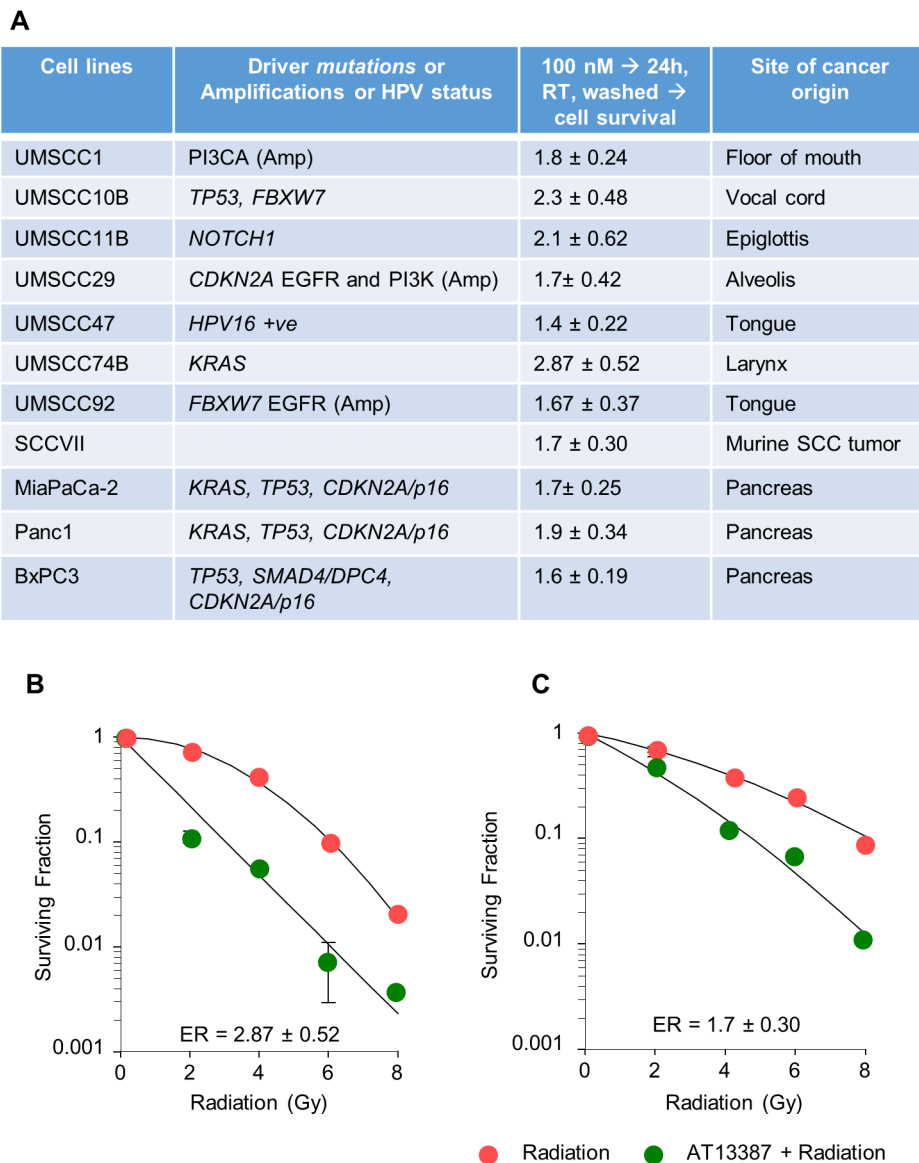 A
Cell lines
Driver mutations or
Amplifications or HPV status
100 nM → 24h,
RT, washed →
cell survival
Site of cancer
origin
UMSCC1 PI3CA (Amp) 1.8 ± 0.24 Floor of mouth
UMSCC10B TP53, FBXW7 2.3 ± 0.48 Vocal cord
UMSCC11B NOTCH1 2.1 ± 0.62 Epiglottis
UMSCC29 CDKN2A EGFR and PI3K (Amp) 1.7± 0.42 Alveolis
UMSCC47 HPV16 +ve 1.4 ± 0.22 Tongue
UMSCC74B KRAS 2.87 ± 0.52 Larynx
UMSCC92 FBXW7 EGFR (Amp) 1.67 ± 0.37 Tongue
SCCVII 1.7 ± 0.30 Murine SCC tumor
MiaPaCa-2 KRAS, TP53, CDKN2A/p16 1.7± 0.25 Pancreas
Panc1 KRAS, TP53, CDKN2A/p16 1.9 ± 0.34 Pancreas
BxPC3 TP53, SMAD4/DPC4, 1.6 ± 0.19 Pancreas
CDKN2A/p16
B
Surviving Fraction
1
0.1
0.01
0.001
ER = 2.87 ± 0.52
0 2 4 6 8
Radiation (Gy)
C
Surviving Fraction
1
0.1
0.01
0.001
ER = 1.7 ± 0.30
0 2 4 6 8
Radiation (Gy)
Radiation AT13387 + Radiation